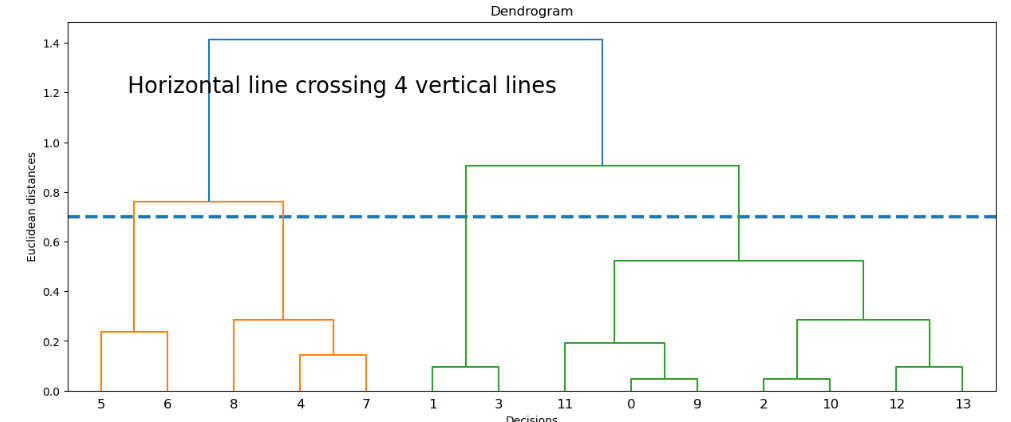 Dendrogram
1.4
Horizontal line crossing 4 vertical lines
1.2
1.0
0.8
0.6
0.4
0.2
0.0
Euclidean distances
5 6 8 4 7 1 3 11 0 9 2 10 12 13
Decisions